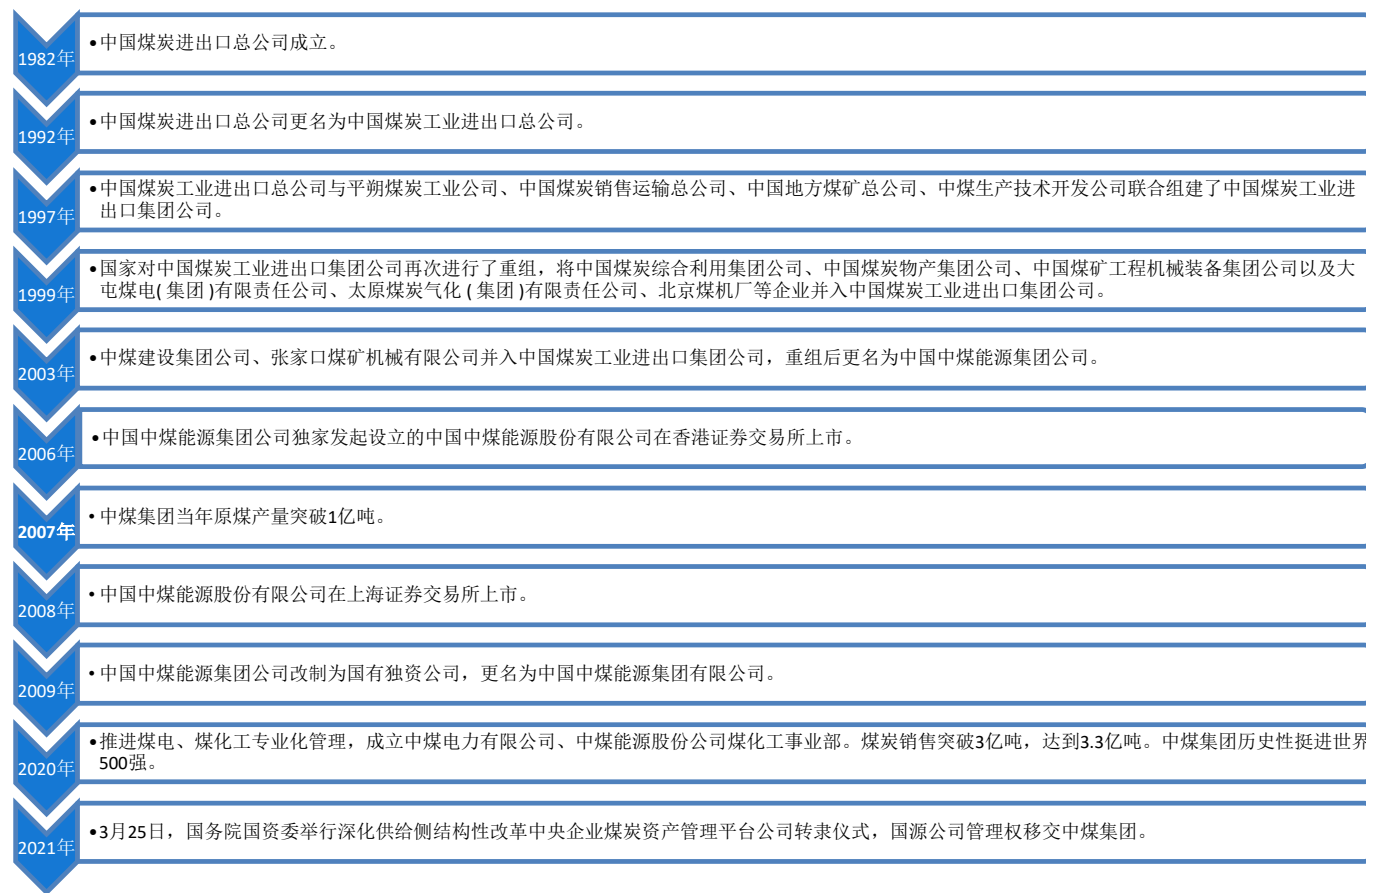 1982年
•中国煤炭进出口总公司成立。
1992年
•中国煤炭进出口总公司更名为中国煤炭工业进出口总公司。
1997年
•中国煤炭工业进出口总公司与平朔煤炭工业公司、中国煤炭销售运输总公司、中国地方煤矿总公司、中煤生产技术开发公司联合组建了中国煤炭工业进
出口集团公司。
1999年
•国家对中国煤炭工业进出口集团公司再次进行了重组，将中国煤炭综合利用集团公司、中国煤炭物产集团公司、中国煤矿工程机械装备集团公司以及大
屯煤电( 集团 )有限责任公司、太原煤炭气化 ( 集团 )有限责任公司、北京煤机厂等企业并入中国煤炭工业进出口集团公司。
2003年
•中煤建设集团公司、张家口煤矿机械有限公司并入中国煤炭工业进出口集团公司，重组后更名为中国中煤能源集团公司。
2006年
•中国中煤能源集团公司独家发起设立的中国中煤能源股份有限公司在香港证券交易所上市。
2007年
•中煤集团当年原煤产量突破1亿吨。
2008年
•中国中煤能源股份有限公司在上海证券交易所上市。
2009年
•中国中煤能源集团公司改制为国有独资公司，更名为中国中煤能源集团有限公司。
2020年
•推进煤电、煤化工专业化管理，成立中煤电力有限公司、中煤能源股份公司煤化工事业部。煤炭销售突破3亿吨，达到3.3亿吨。中煤集团历史性挺进世界
500强。
2021年
•3月25日，国务院国资委举行深化供给侧结构性改革中央企业煤炭资产管理平台公司转隶仪式，国源公司管理权移交中煤集团。